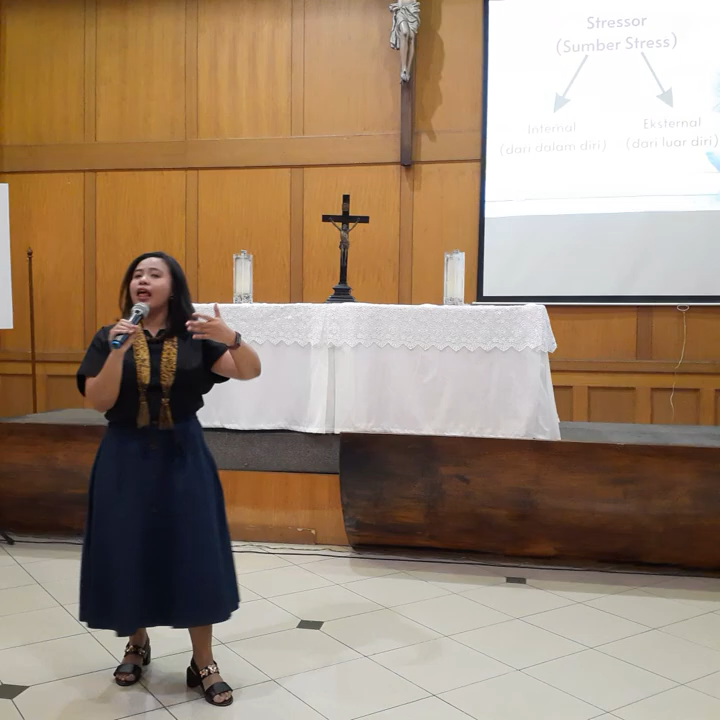 Stressor
(Sumber Stress)
Internal
(dari dalam diri)
Eksternal
(dari luar diri)